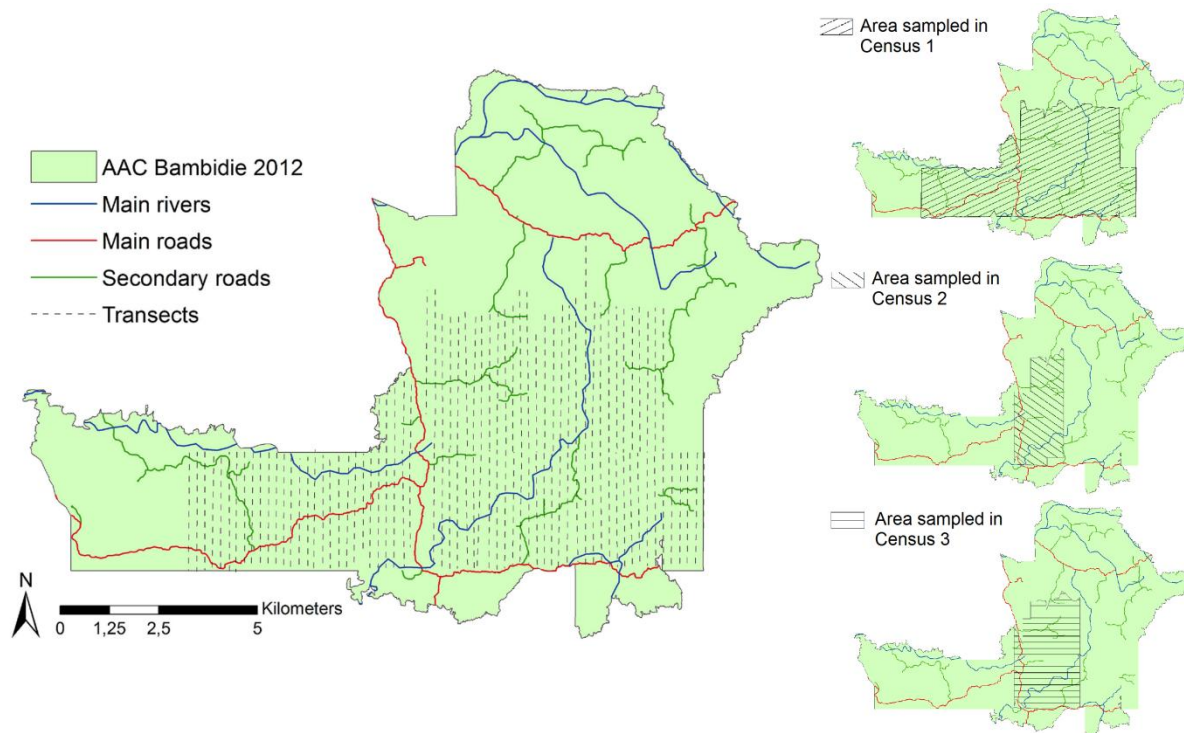 AAC Bambidie 2012
Main rivers
Main roads
Secondary roads
Transects
N
Kilometers
0 1,25 2,5 5
Area sampled in
Census 1
Area sampled in
Census 2
Area sampled in
Census 3